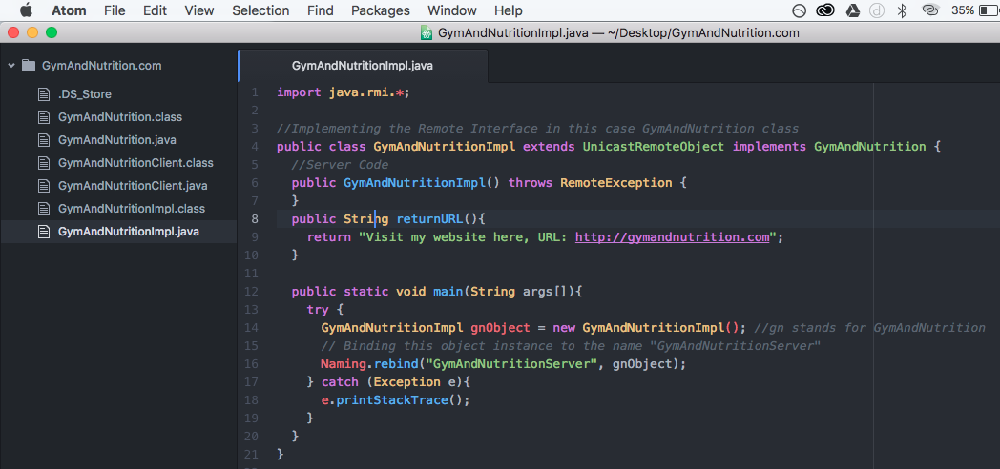 Atom File Edit View Selection Find Packages Window Help 35%
GymAndNutritionImpl.java — ~/Desktop/GymAndNutrition.com
GymAndNutrition.com
.DS_Store
GymAndNutrition.class
GymAndNutrition.java
GymAndNutritionClient.class
GymAndNutritionClient.java
GymAndNutritionImpl.class
GymAndNutritionImpl.java
GymAndNutritionImpl.java
1 import java.rmi.*;
2
3 //Implementing the Remote Interface in this case GymAndNutrition class
4 public class GymAndNutritionImpl extends UnicastRemoteObject implements GymAndNutrition {
5 //Server Code
6 public GymAndNutritionImpl() throws RemoteException {
7 }
8 public String returnURL(){
9 return "Visit my website here, URL: http://gymandnutrition.com";
10 }
11
12 public static void main(String args[]){
13 try {
14 GymAndNutritionImpl gnObject = new GymAndNutritionImpl(); //gn stands for GymAndNutrition
15 // Binding this object instance to the name "GymAndNutritionServer"
16 Naming.rebind("GymAndNutritionServer", gnObject);
17 } catch (Exception e){
18 e.printStackTrace();
19 }
20 }
21 }